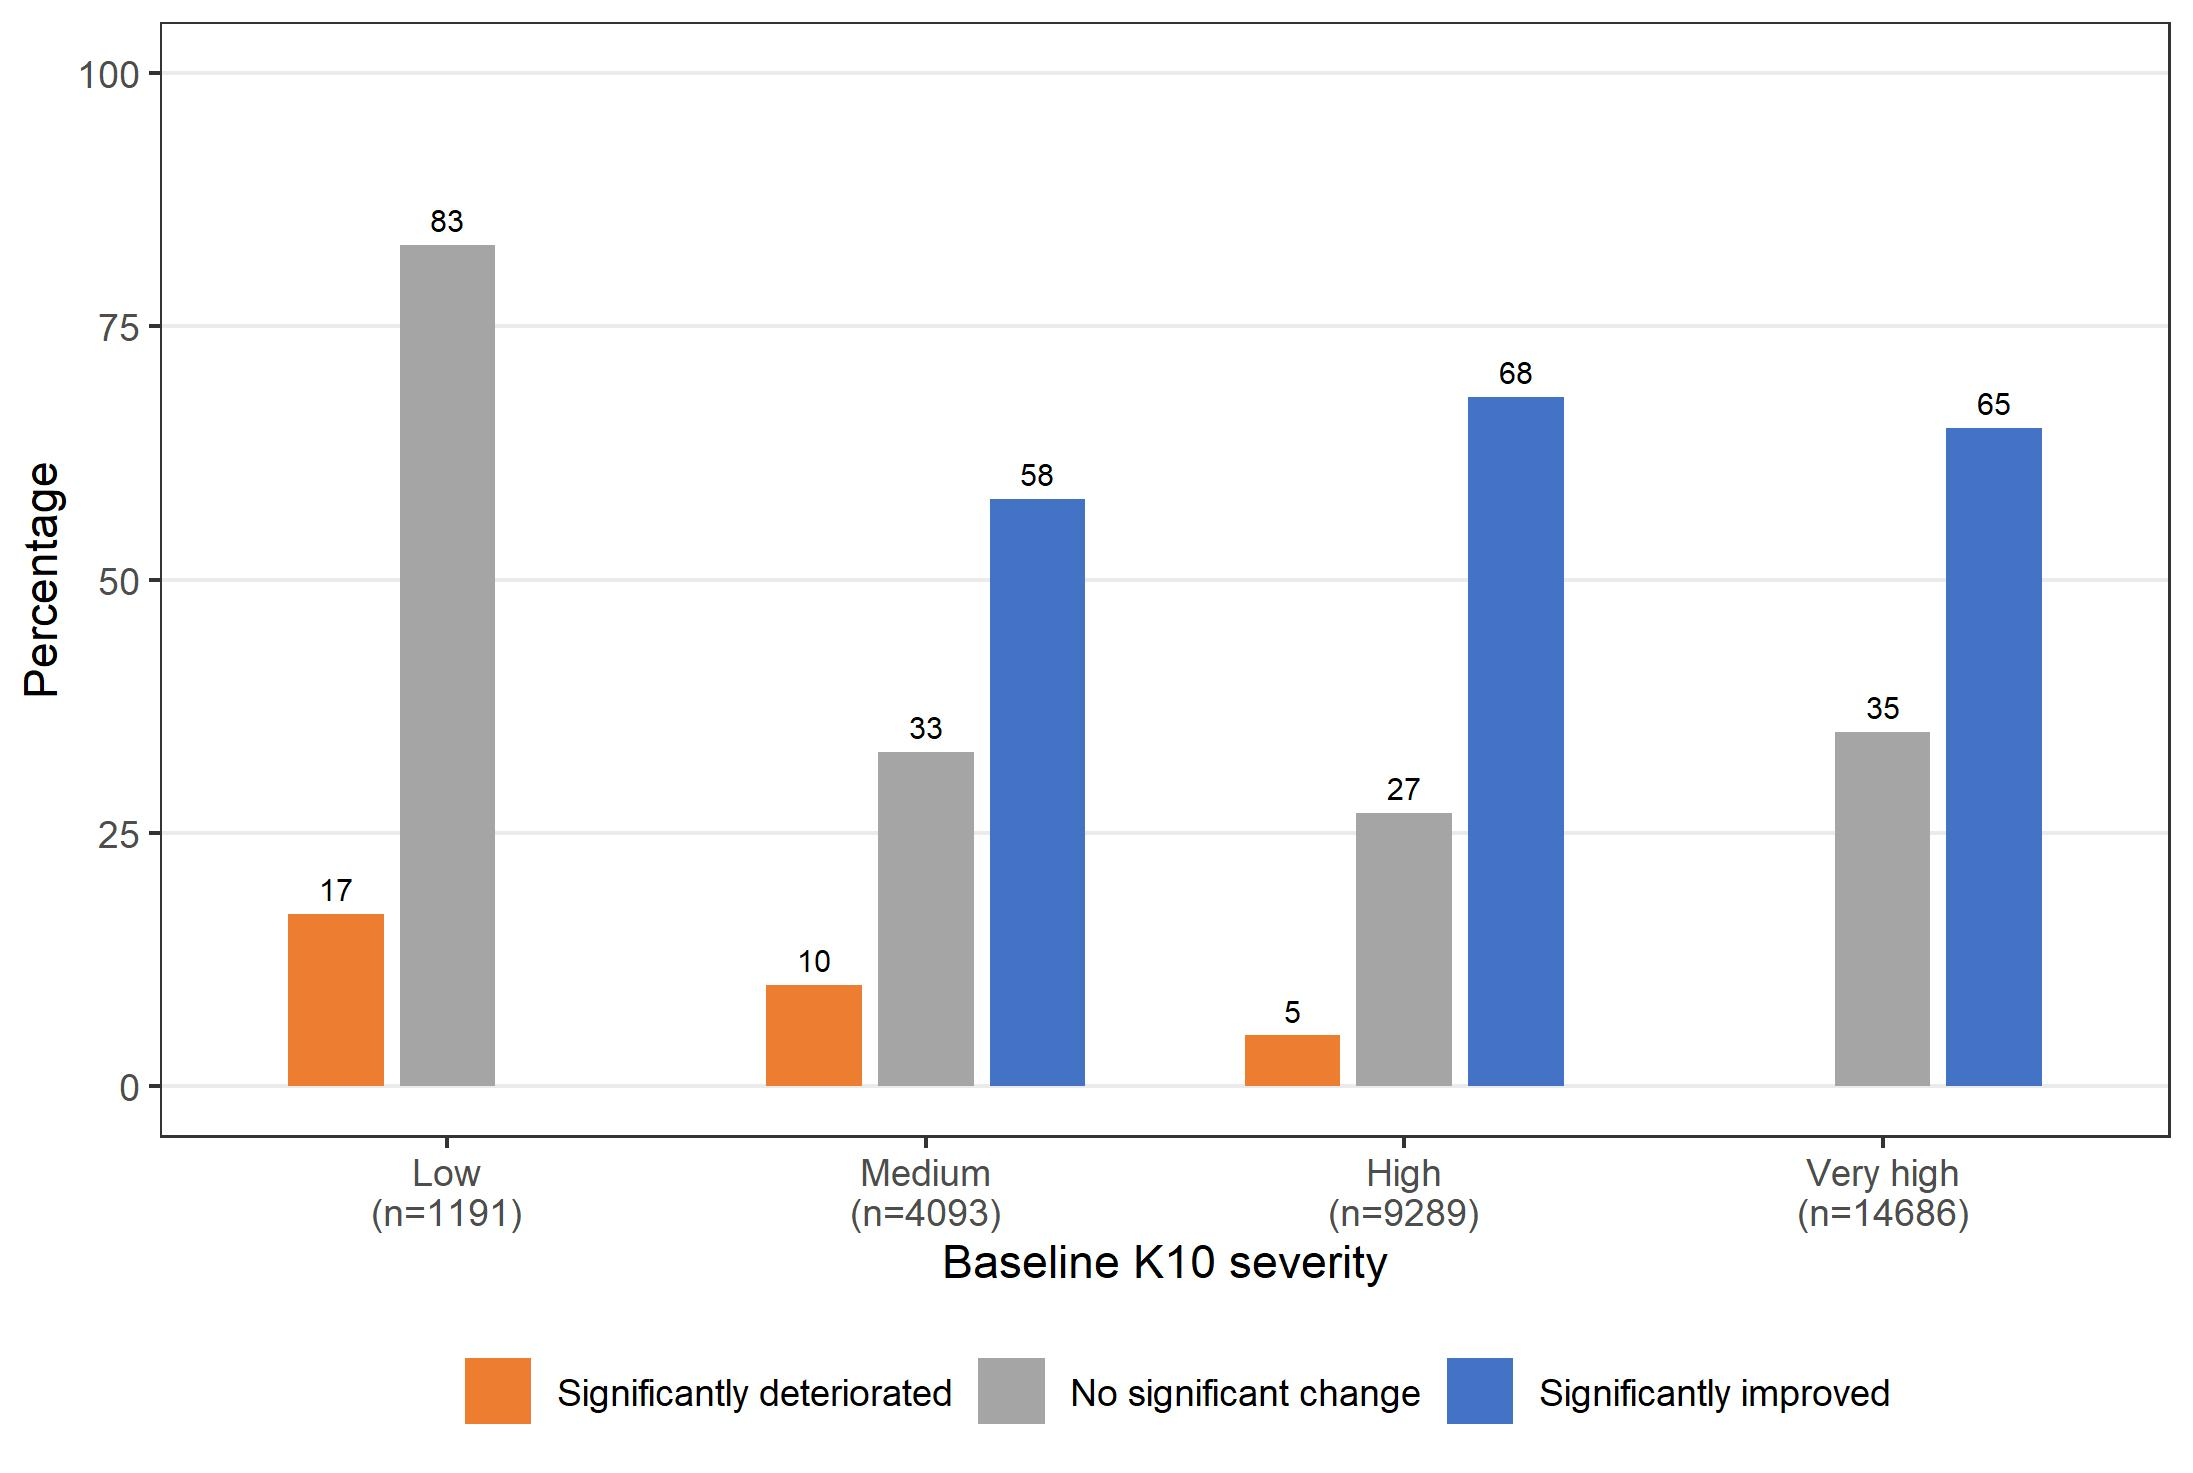 Percentage
100
75
50
25
0
17
83
10
33
58
5
27
68
35
65
Low
(n=1191)
Medium
(n=4093)
High
(n=9289)
Very high
(n=14686)
Baseline K10 severity
Significantly deteriorated
No significant change
Significantly improved